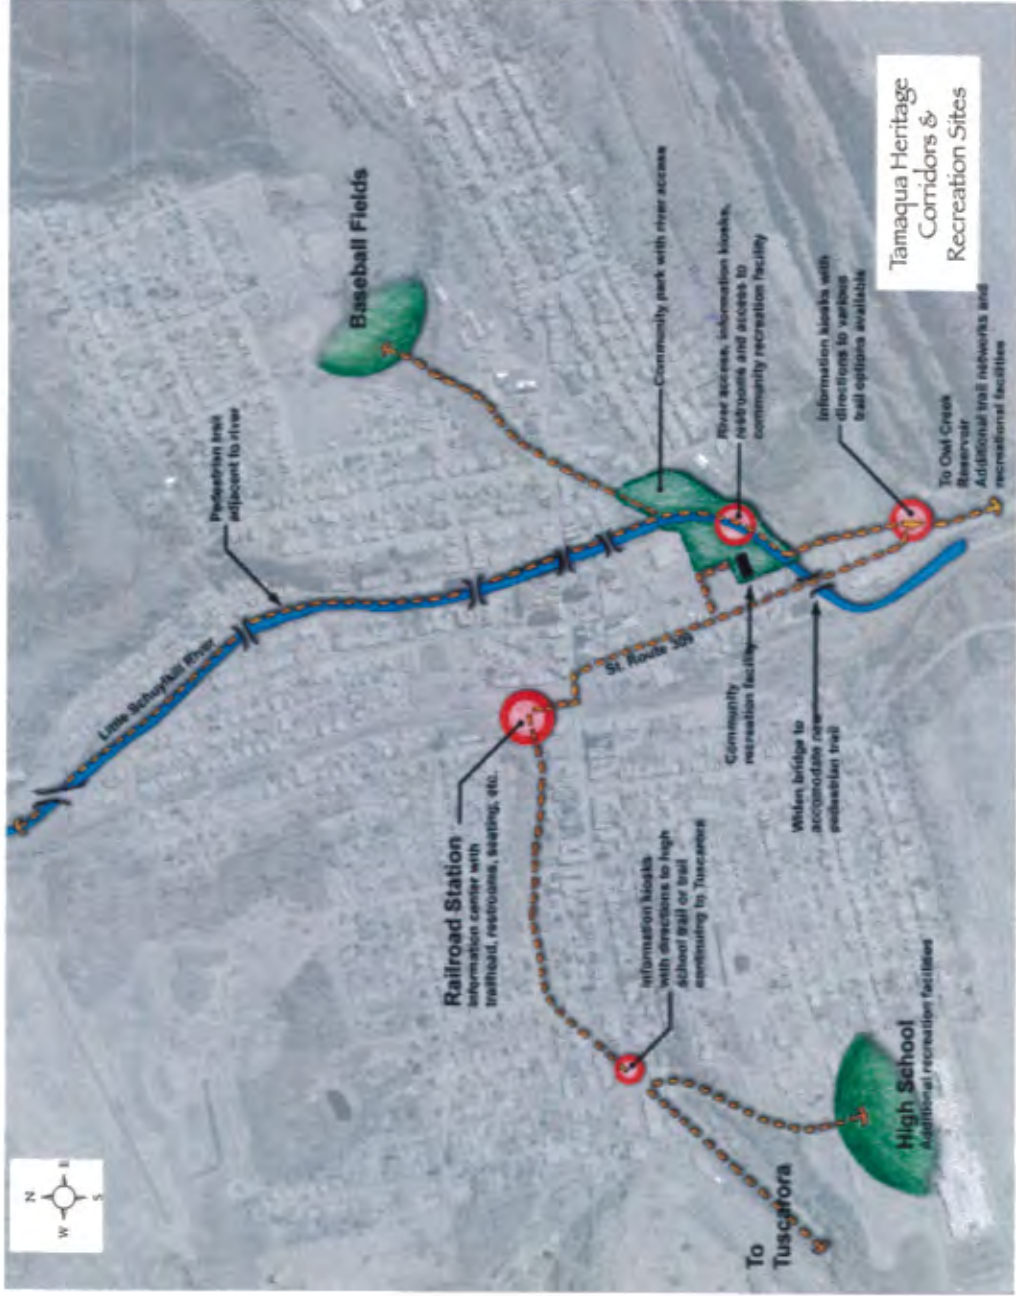 Tamaqua Heritage
Corridors &
Recreation Sites
N
W
E
S
Little Schuylkill River
Pedestrian trail
adjacent to river
Baseball Fields
Community park with river access
River access, information kiosks,
restrooms and access to
community recreation facility
Information kiosks with
directions to various
trail options available
To Owl Creek
Reservoir
Additional trail networks and
recreational facilities
Railroad Station
Information center with
trailhead, restrooms, seating, etc.
St. Route 309
Community
recreation facility
Widen bridge to
accomodate new
pedestrian trail
Information kiosks
with directions to high
school trail or trail
continuing to Tuscarora
High School
Additional recreation facilities
To
Tuscarora